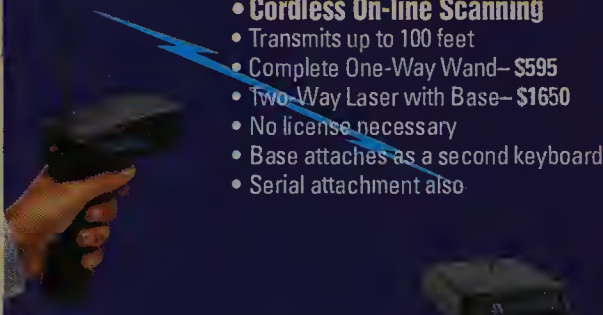 • Cordless On-line Scanning
• Transmits up to 100 feet
• Complete One-Way Wand–$595
• Two-Way Laser with Base–$1650
• No license necessary
• Base attaches as a second keyboard
• Serial attachment also